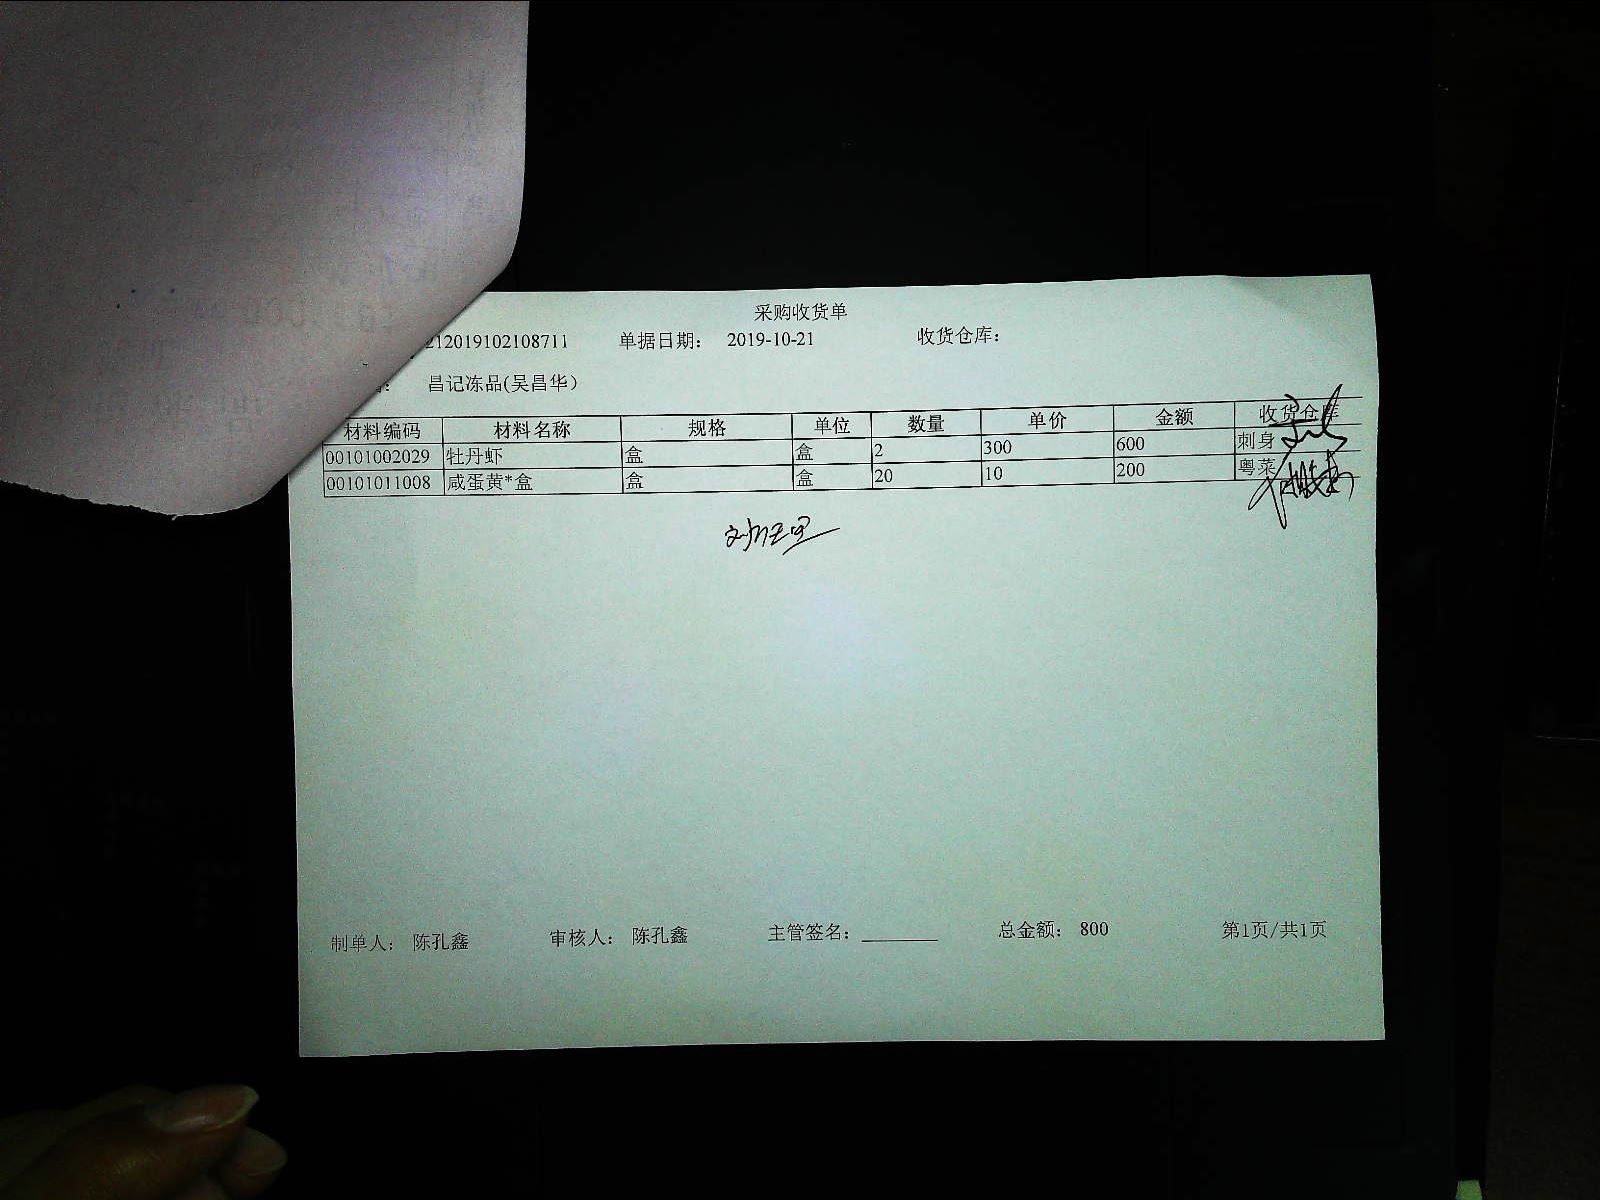 采购收货单
212019102108711 单据日期： 2019-10-21 收货仓库：
昌记冻品(吴昌华)
材料编码 材料名称 规格 单位 数量 单价 金额 收货仓库
00101002029 牡丹虾 盒 盒 2 300 600 刺身
00101011008 咸蛋黄*盒 盒 盒 20 10 200 粤菜
制单人： 陈孔鑫 审核人： 陈孔鑫 主管签名：________ 总金额： 800 第1页/共1页